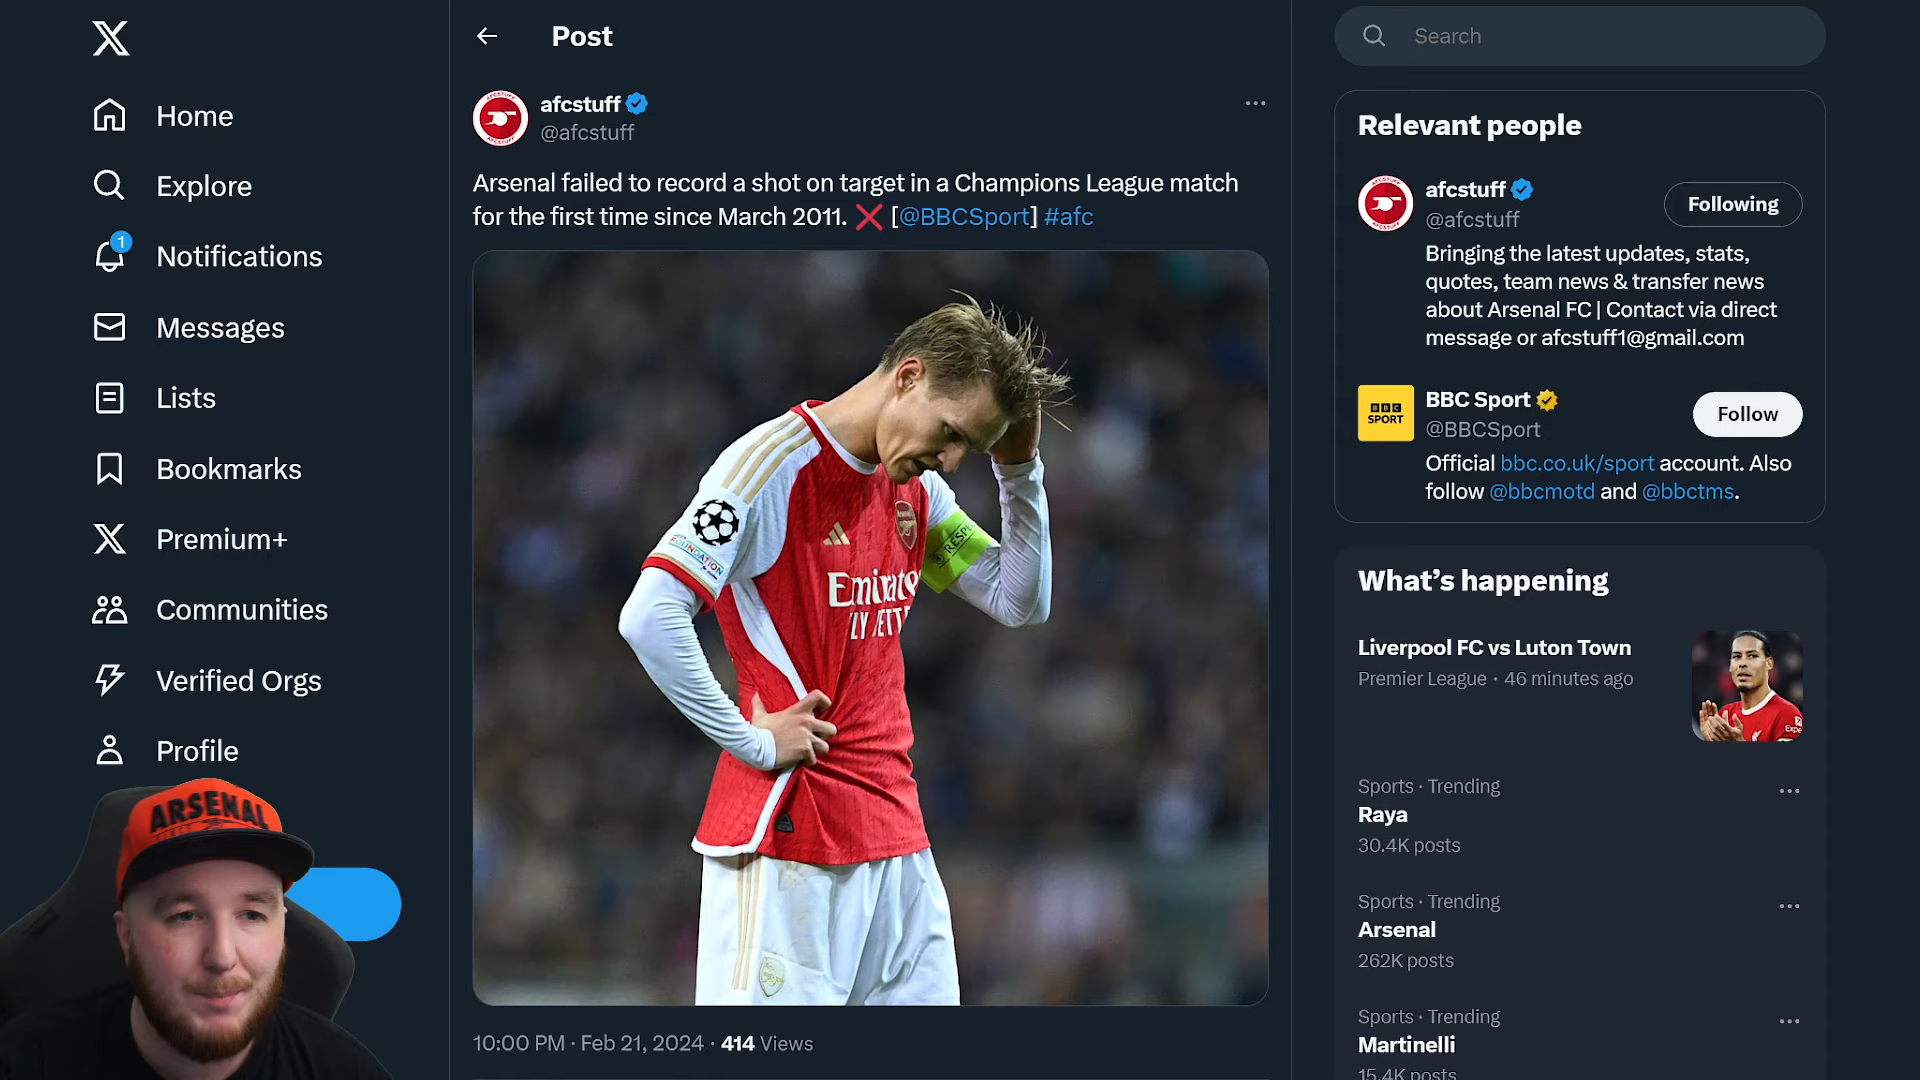 Home
Explore
1
Notifications
Messages
Lists
Bookmarks
Premium+
Communities
Verified Orgs
Profile
ARSENAL
Post
afcstuff
@afcstuff
Arsenal failed to record a shot on target in a Champions League match
for the first time since March 2011. ❌ [@BBCSport] #afc
Arsenal
RESPE
FOUNDATION
Emirates
FLY BETT
10:00 PM · Feb 21, 2024 · 414 Views
Search
Relevant people
afcstuff
Following
@afcstuff
Bringing the latest updates, stats,
quotes, team news & transfer news
about Arsenal FC | Contact via direct
message or afcstuff1@gmail.com
BBC
SPORT
BBC Sport
Follow
@BBCSport
Official bbc.co.uk/sport account. Also
follow @bbcmotd and @bbctms.
What's happening
Liverpool FC vs Luton Town
Premier League · 46 minutes ago
Sports · Trending
Raya
30.4K posts
Sports · Trending
Arsenal
262K posts
Sports · Trending
Martinelli
15.4K posts